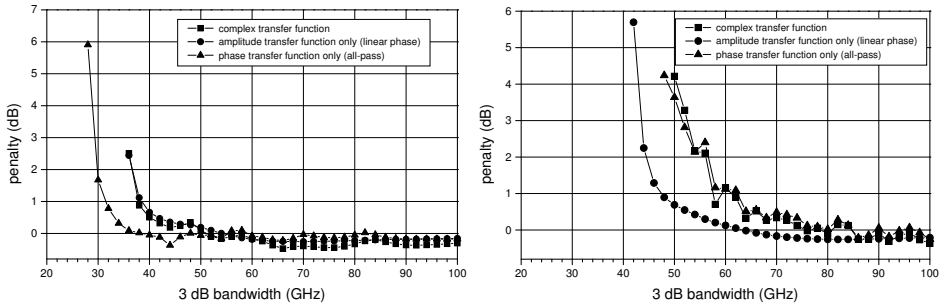 7
6
5
4
3
2
1
0
penalty (dB)
complex transfer function
amplitude transfer function only (linear phase)
phase transfer function only (all-pass)
20 30 40 50 60 70 80 90 100
3 dB bandwidth (GHz)
6
5
4
3
2
1
0
penalty (dB)
complex transfer function
amplitude transfer function only (linear phase)
phase transfer function only (all-pass)
20 30 40 50 60 70 80 90 100
3 dB bandwidth (GHz)